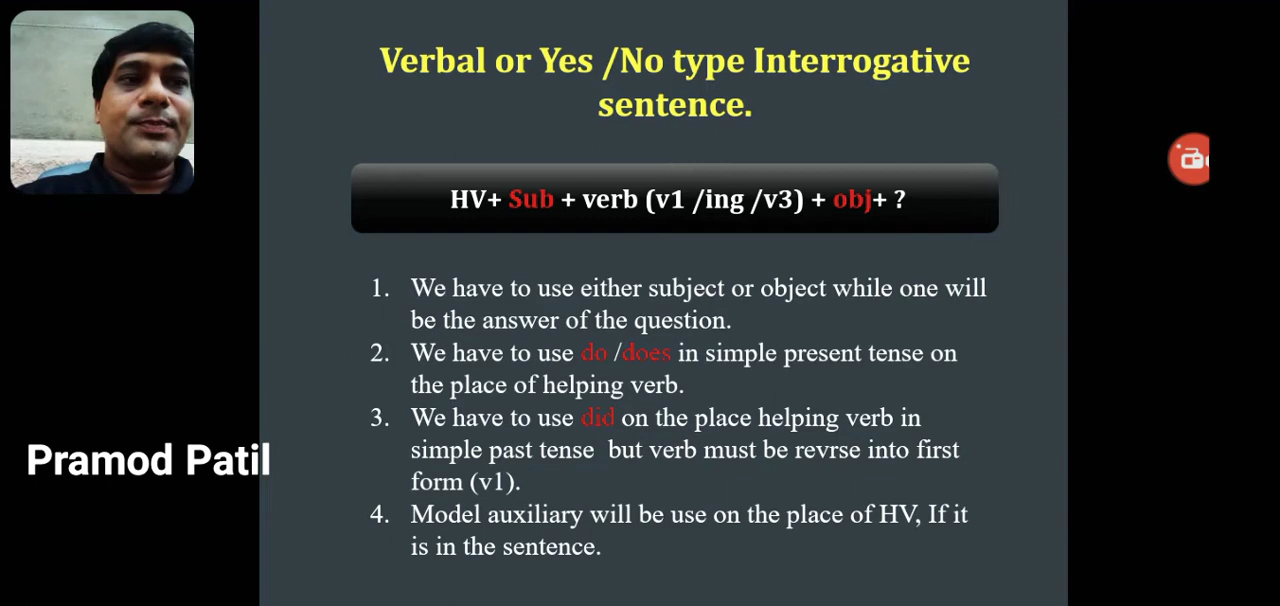 Verbal or Yes /No type Interrogative
sentence.
HV+ Sub + verb (v1 /ing /v3) + obj+ ?
1. We have to use either subject or object while one will
be the answer of the question.
2. We have to use do /does in simple present tense on
the place of helping verb.
3. We have to use did on the place helping verb in
simple past tense but verb must be revrse into first
form (v1).
4. Model auxiliary will be use on the place of HV, If it
is in the sentence.
Pramod Patil